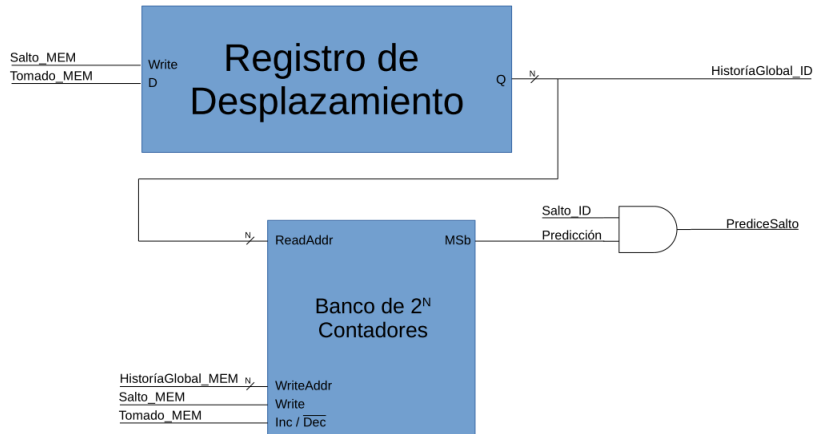 Salto_MEM
Tomado_MEM
Write
D
Registro de
Desplazamiento
Q
N
HistoríaGlobal_ID
N
ReadAddr
MSb
Salto_ID
Predicción
PrediceSalto
Banco de 2ᴺ
Contadores
HistoríaGlobal_MEM
N
WriteAddr
Salto_MEM
Write
Tomado_MEM
Inc / Dec